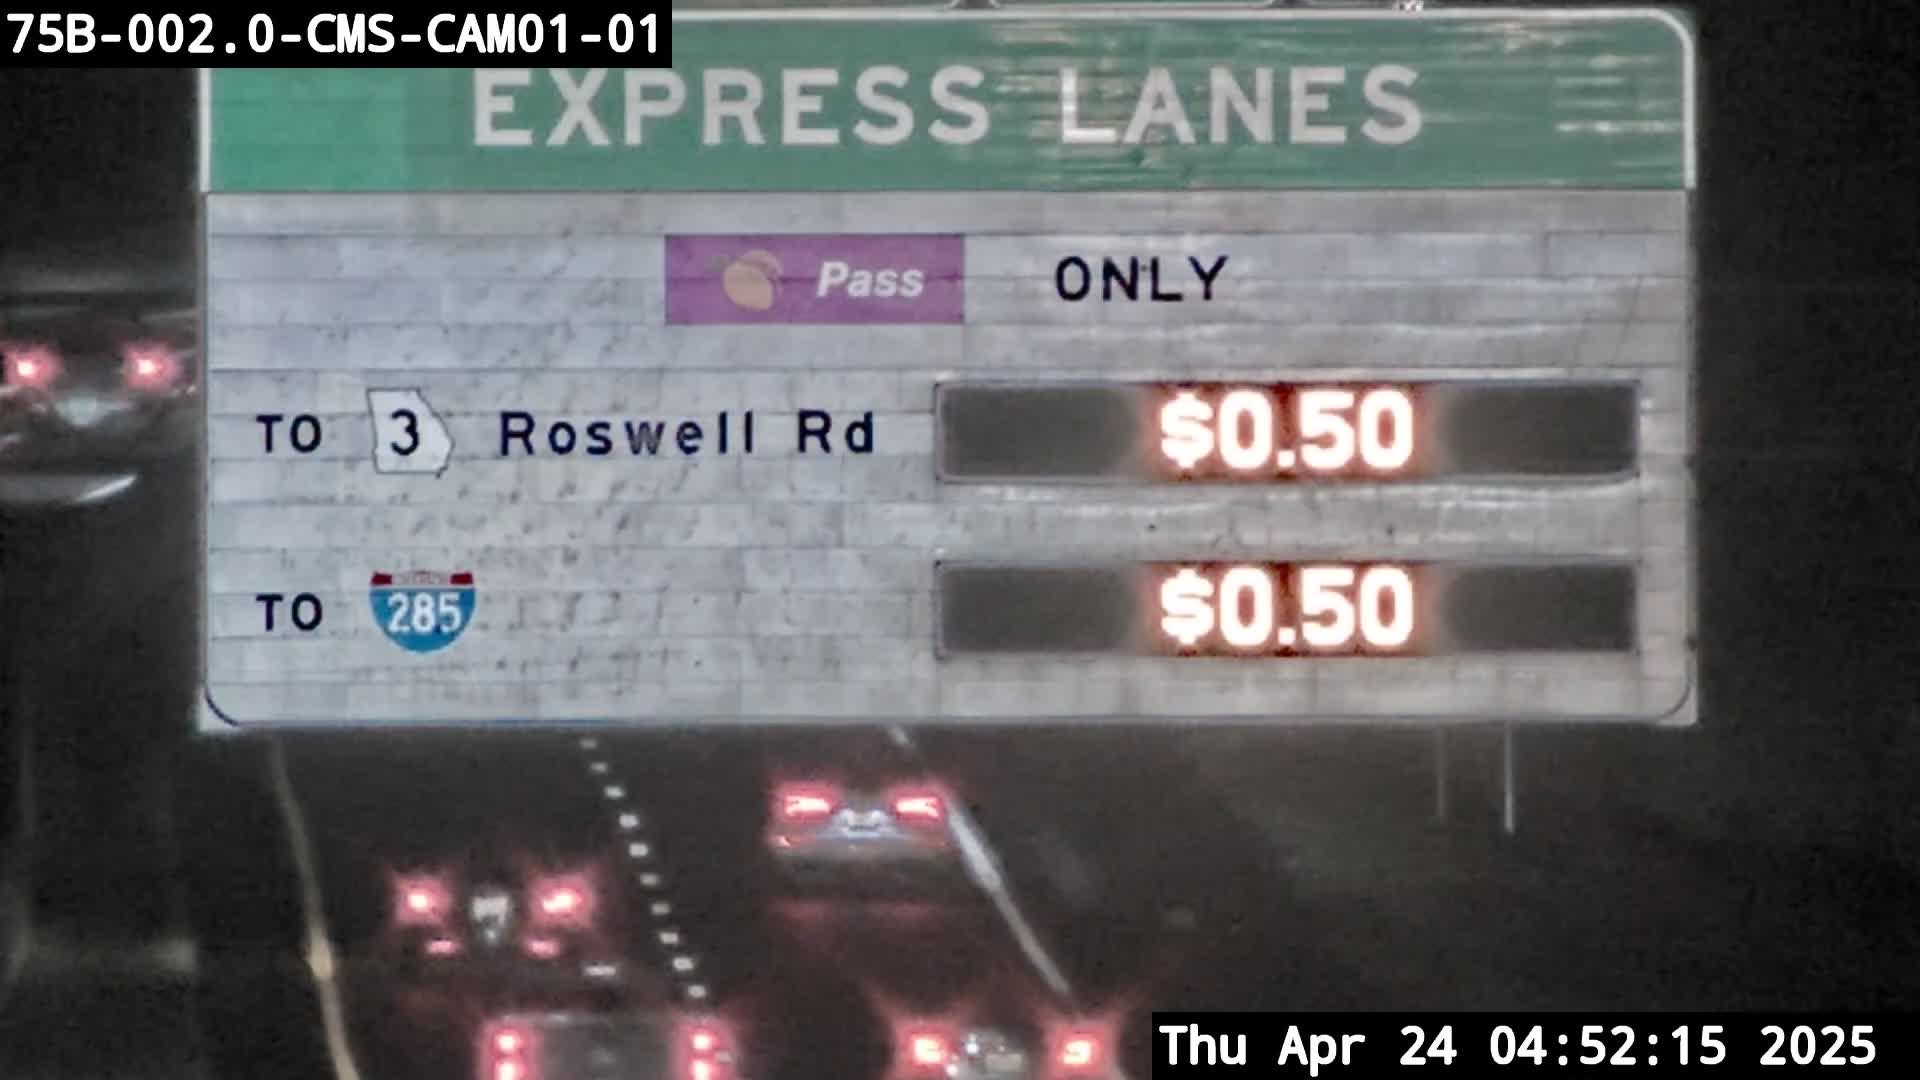 75B-002.0-CMS-CAM01-01
EXPRESS LANES
Pass ONLY
TO 3 Roswell Rd $0.50
TO 285 $0.50
Thu Apr 24 04:52:15 2025